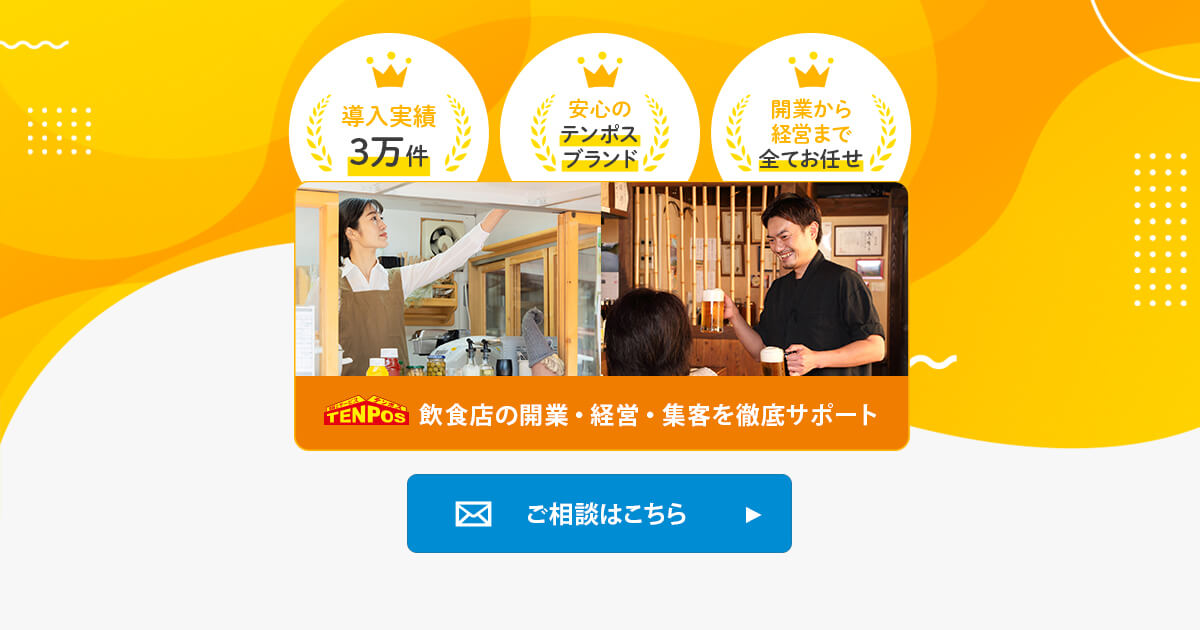 導入実績
3万件
安心の
テンポス
ブランド
開業から
経営まで
全てお任せ
TENPOS
飲食店の開業・経営・集客を徹底サポート
ご相談はこちら